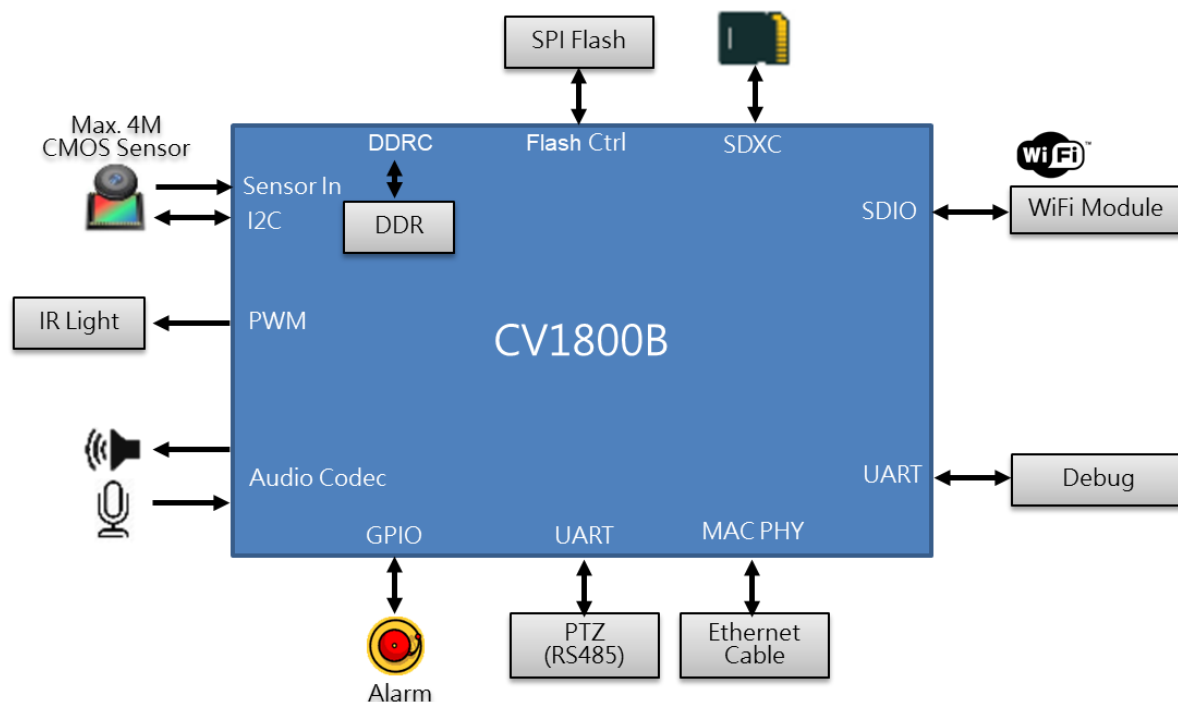 SPI Flash
Max. 4M
CMOS Sensor
DDRC
Flash Ctrl
SDXC
WiFi™
Sensor In
I2C
DDR
SDIO
WiFi Module
IR Light
PWM
CV1800B
Audio Codec
UART
Debug
GPIO
UART
MAC PHY
PTZ
(RS485)
Ethernet
Cable
Alarm